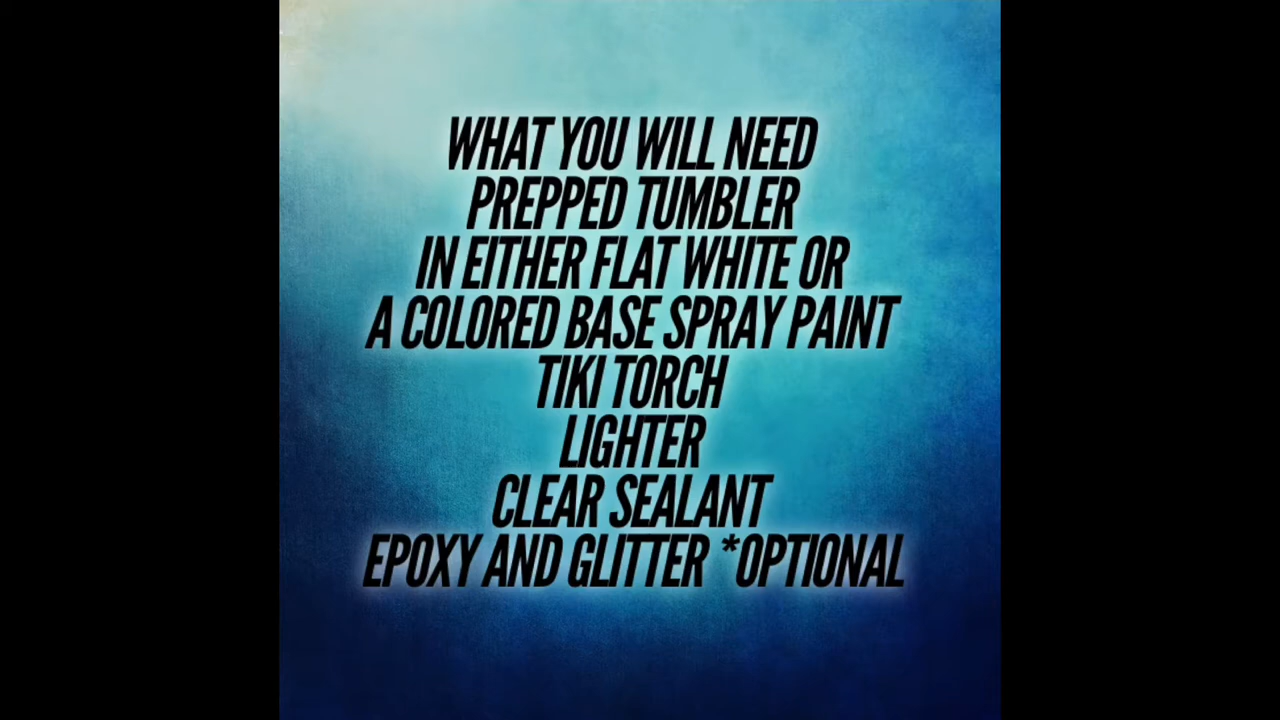 WHAT YOU WILL NEED
PREPPED TUMBLER
IN EITHER FLAT WHITE OR
A COLORED BASE SPRAY PAINT
TIKI TORCH
LIGHTER
CLEAR SEALANT
EPOXY AND GLITTER *OPTIONAL